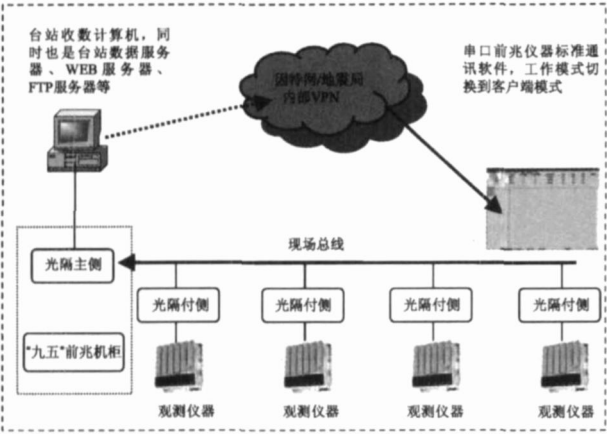 台站收数计算机，同
时也是台站数据服务
器、WEB服务器、
FTP服务器等
因特网/地震局
内部VPN
串口前兆仪器标准通
讯软件，工作模式切
换到客户端模式
现场总线
光隔主侧
光隔付侧
光隔付侧
光隔付侧
光隔付侧
"九五"前兆机柜
观测仪器
观测仪器
观测仪器
观测仪器